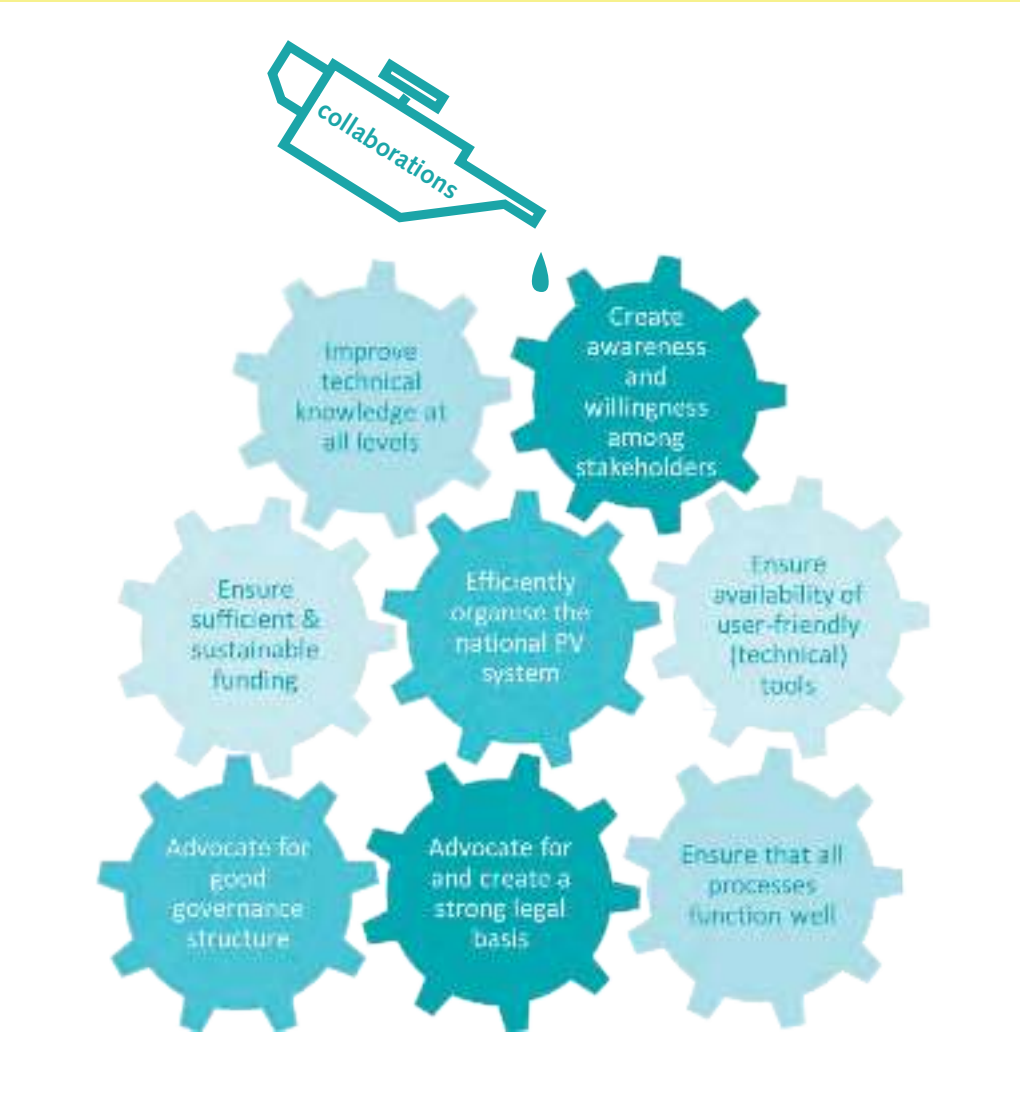 collaborations
Improve
technical
knowledge at
all levels
Create
awareness
and
willingness
among
stakeholders
Ensure
sufficient &
sustainable
funding
Efficiently
organise the
national PV
system
Ensure
availability of
user-friendly
(technical)
tools
Advocate for
good
governance
structure
Advocate for
and create a
strong legal
basis
Ensure that all
processes
function well